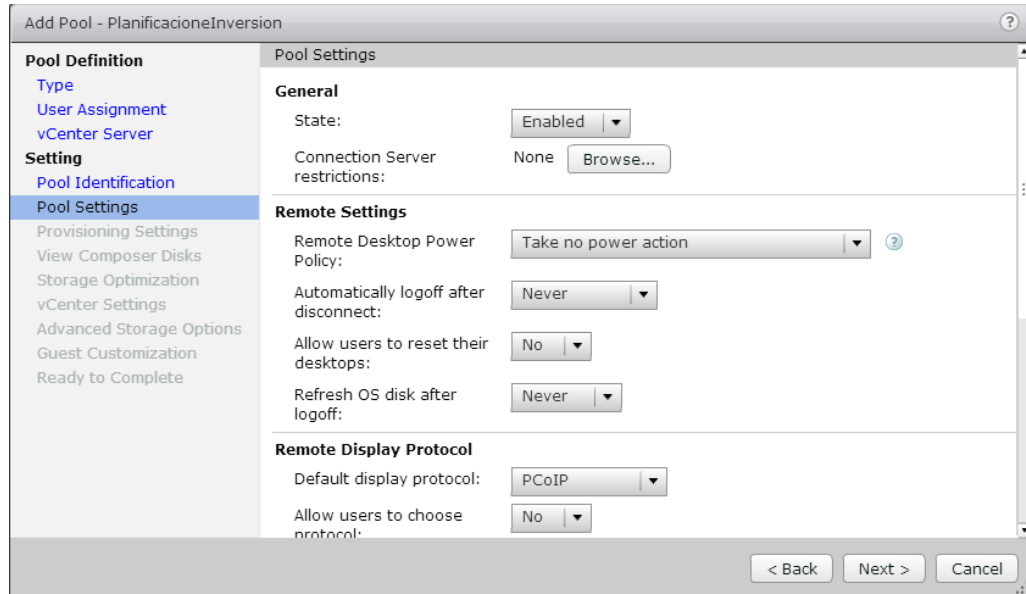 Add Pool - PlanificacioneInversion
?
Pool Definition
Type
User Assignment
vCenter Server
Setting
Pool Identification
Pool Settings
Provisioning Settings
View Composer Disks
Storage Optimization
vCenter Settings
Advanced Storage Options
Guest Customization
Ready to Complete
Pool Settings
General
State: Enabled
Connection Server None Browse...
restrictions:
Remote Settings
Remote Desktop Power Take no power action ?
Policy:
Automatically logoff after Never
disconnect:
Allow users to reset their No
desktops:
Refresh OS disk after Never
logoff:
Remote Display Protocol
Default display protocol: PCoIP
Allow users to choose No
protocol:
< Back Next > Cancel